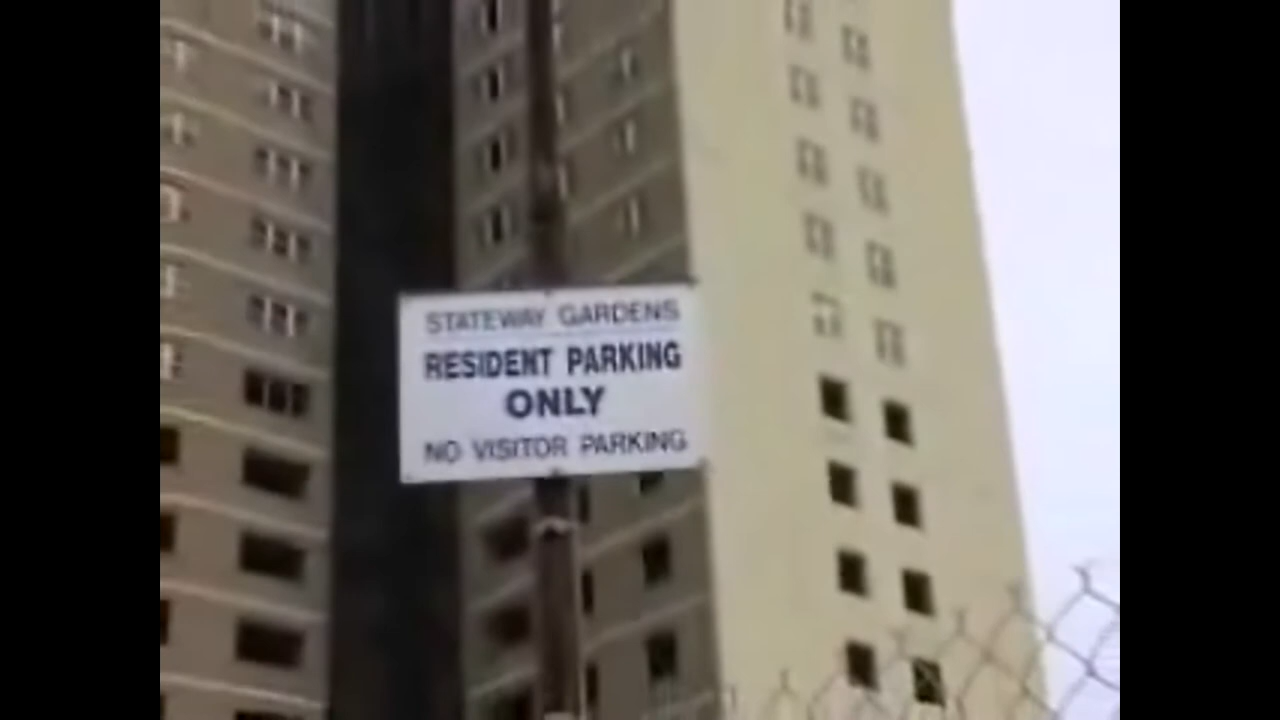 STATEWAY GARDENS
RESIDENT PARKING
ONLY
NO VISITOR PARKING